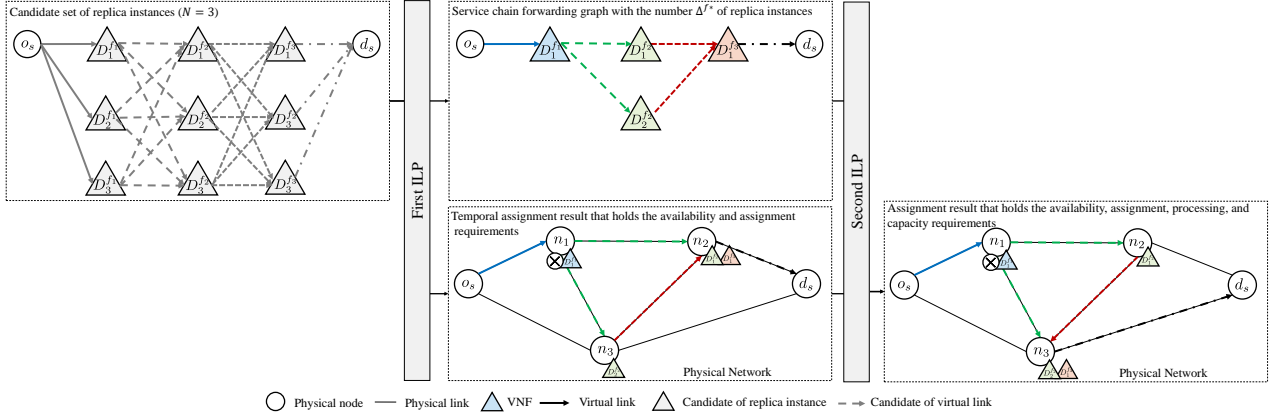 Candidate set of replica instances (N = 3)
o_s D_1^{f_1} D_1^{f_2} D_1^{f_3} d_s
D_2^{f_1} D_2^{f_2} D_3^{f_2}
D_3^{f_1} D_3^{f_2} D_3^{f_3}
First ILP
Service chain forwarding graph with the number Δ^{f*} of replica instances
o_s D_1^{f_1} D_1^{f_2} D_1^{f_3} d_s
D_2^{f_2}
Temporal assignment result that holds the availability and assignment
requirements
n_1 n_2
o_s d_s
n_3
Physical Network
Second ILP
Assignment result that holds the availability, assignment, processing, and
capacity requirements
n_1 n_2
o_s d_s
n_3
Physical Network
Physical node Physical link VNF Virtual link Candidate of replica instance Candidate of virtual link